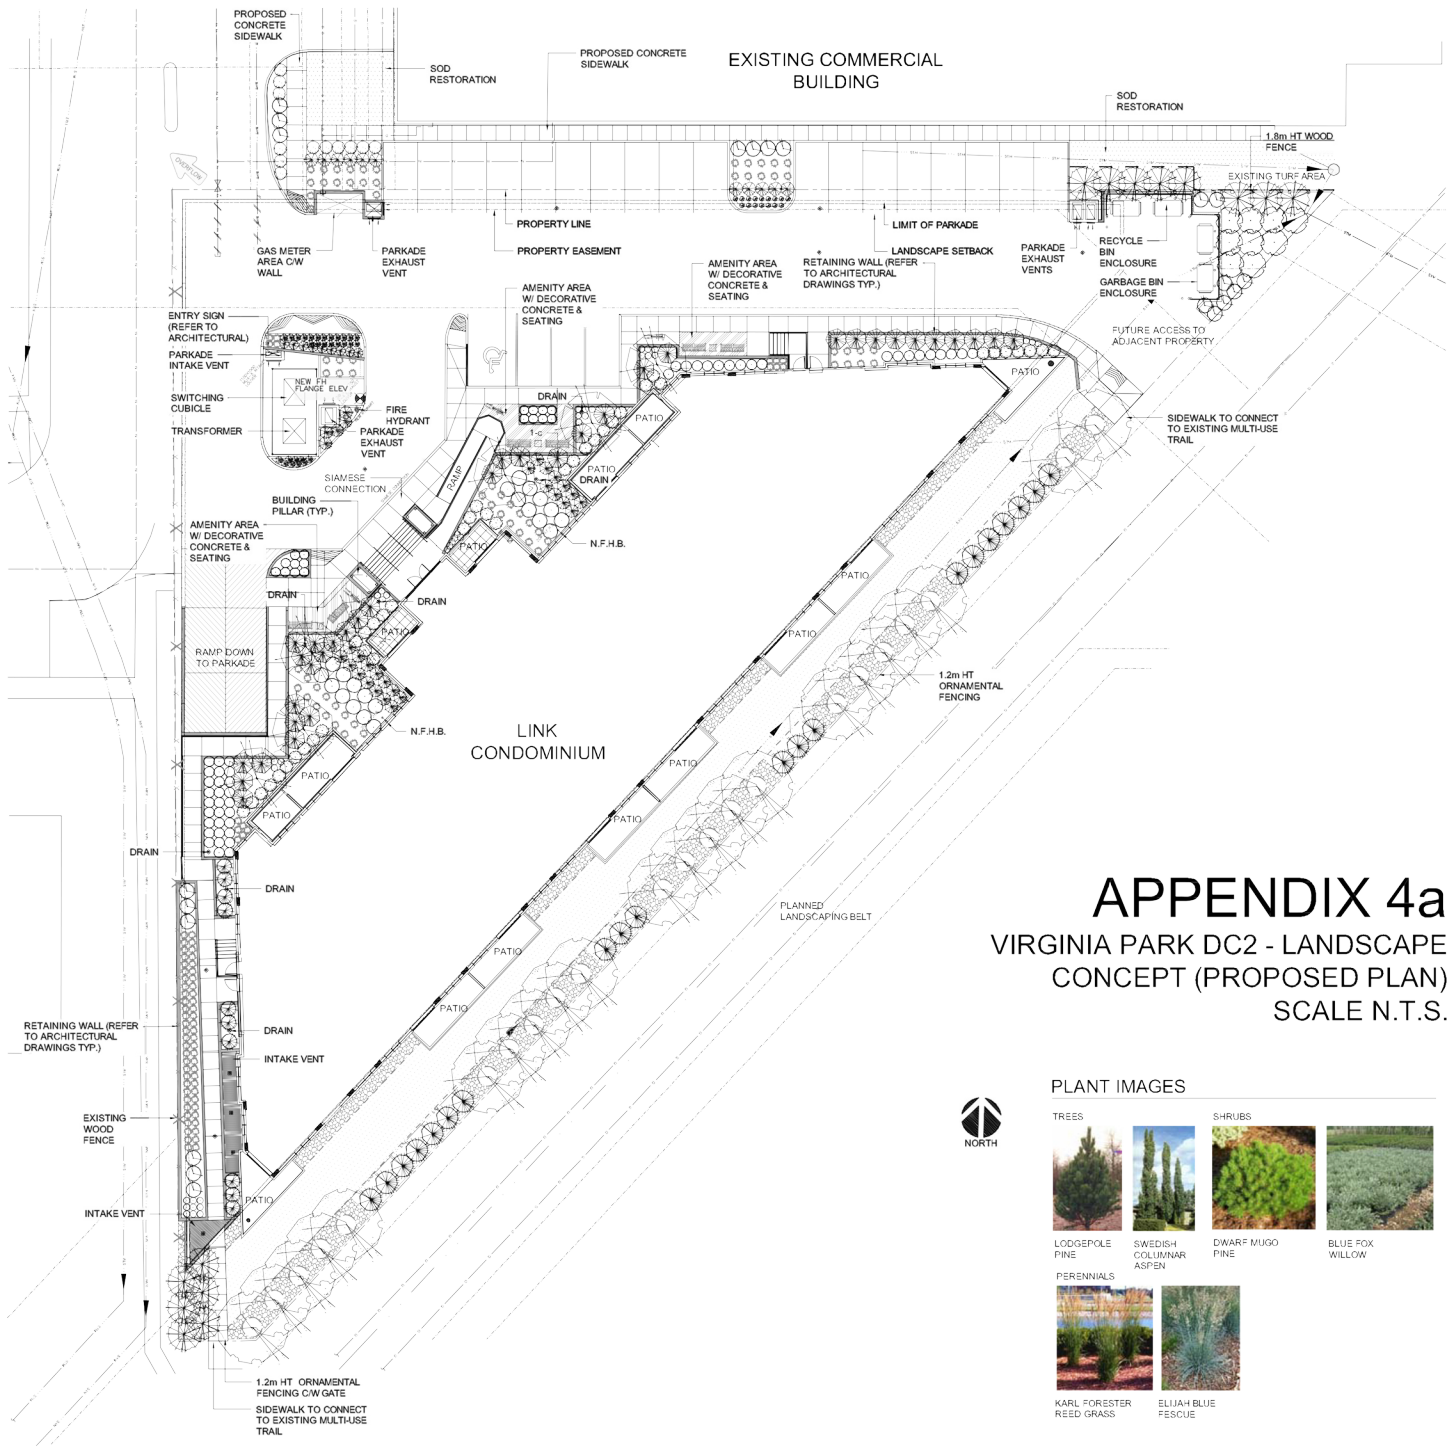 PROPOSED
CONCRETE
SIDEWALK
SOD
RESTORATION
PROPOSED CONCRETE
SIDEWALK
EXISTING COMMERCIAL
BUILDING
SOD
RESTORATION
1.8m HT WOOD
FENCE
OVERFLOW
EXISTING TURF AREA
PROPERTY LINE
LIMIT OF PARKADE
GAS METER
AREA C/W
WALL
PARKADE
EXHAUST
VENT
PROPERTY EASEMENT
LANDSCAPE SETBACK
PARKADE
EXHAUST
VENTS
RECYCLE
BIN
ENCLOSURE
GARBAGE BIN
ENCLOSURE
AMENITY AREA
W/ DECORATIVE
CONCRETE &
SEATING
RETAINING WALL (REFER
TO ARCHITECTURAL
DRAWINGS TYP.)
AMENITY AREA
W/ DECORATIVE
CONCRETE &
SEATING
FUTURE ACCESS TO
ADJACENT PROPERTY
ENTRY SIGN
(REFER TO
ARCHITECTURAL)
PARKADE
INTAKE VENT
NEW FH
FLANGE ELEV
SWITCHING
CUBICLE
TRANSFORMER
FIRE
HYDRANT
PARKADE
EXHAUST
VENT
DRAIN
PATIO
PATIO
SIDEWALK TO CONNECT
TO EXISTING MULTI-USE
TRAIL
1-c
RAMP
PATIO
DRAIN
SIAMESE
CONNECTION
BUILDING
PILLAR (TYP.)
AMENITY AREA
W/ DECORATIVE
CONCRETE &
SEATING
N.F.H.B.
PATIO
PATIO
DRAIN
DRAIN
PATIO
PATIO
RAMP DOWN
TO PARKADE
1.2m HT
ORNAMENTAL
FENCING
N.F.H.B.
LINK
CONDOMINIUM
PATIO
PATIO
PATIO
PATIO
DRAIN
DRAIN
PLANNED
LANDSCAPING BELT
APPENDIX 4a
VIRGINIA PARK DC2 - LANDSCAPE
CONCEPT (PROPOSED PLAN)
SCALE N.T.S.
PATIO
PATIO
RETAINING WALL (REFER
TO ARCHITECTURAL
DRAWINGS TYP.)
DRAIN
INTAKE VENT
EXISTING
WOOD
FENCE
NORTH
PATIO
INTAKE VENT
PLANT IMAGES
TREES
SHRUBS
LODGEPOLE
PINE
SWEDISH
COLUMNAR
ASPEN
DWARF MUGO
PINE
BLUE FOX
WILLOW
PERENNIALS
KARL FORESTER
REED GRASS
ELIJAH BLUE
FESCUE
1.2m HT ORNAMENTAL
FENCING C/W GATE
SIDEWALK TO CONNECT
TO EXISTING MULTI-USE
TRAIL